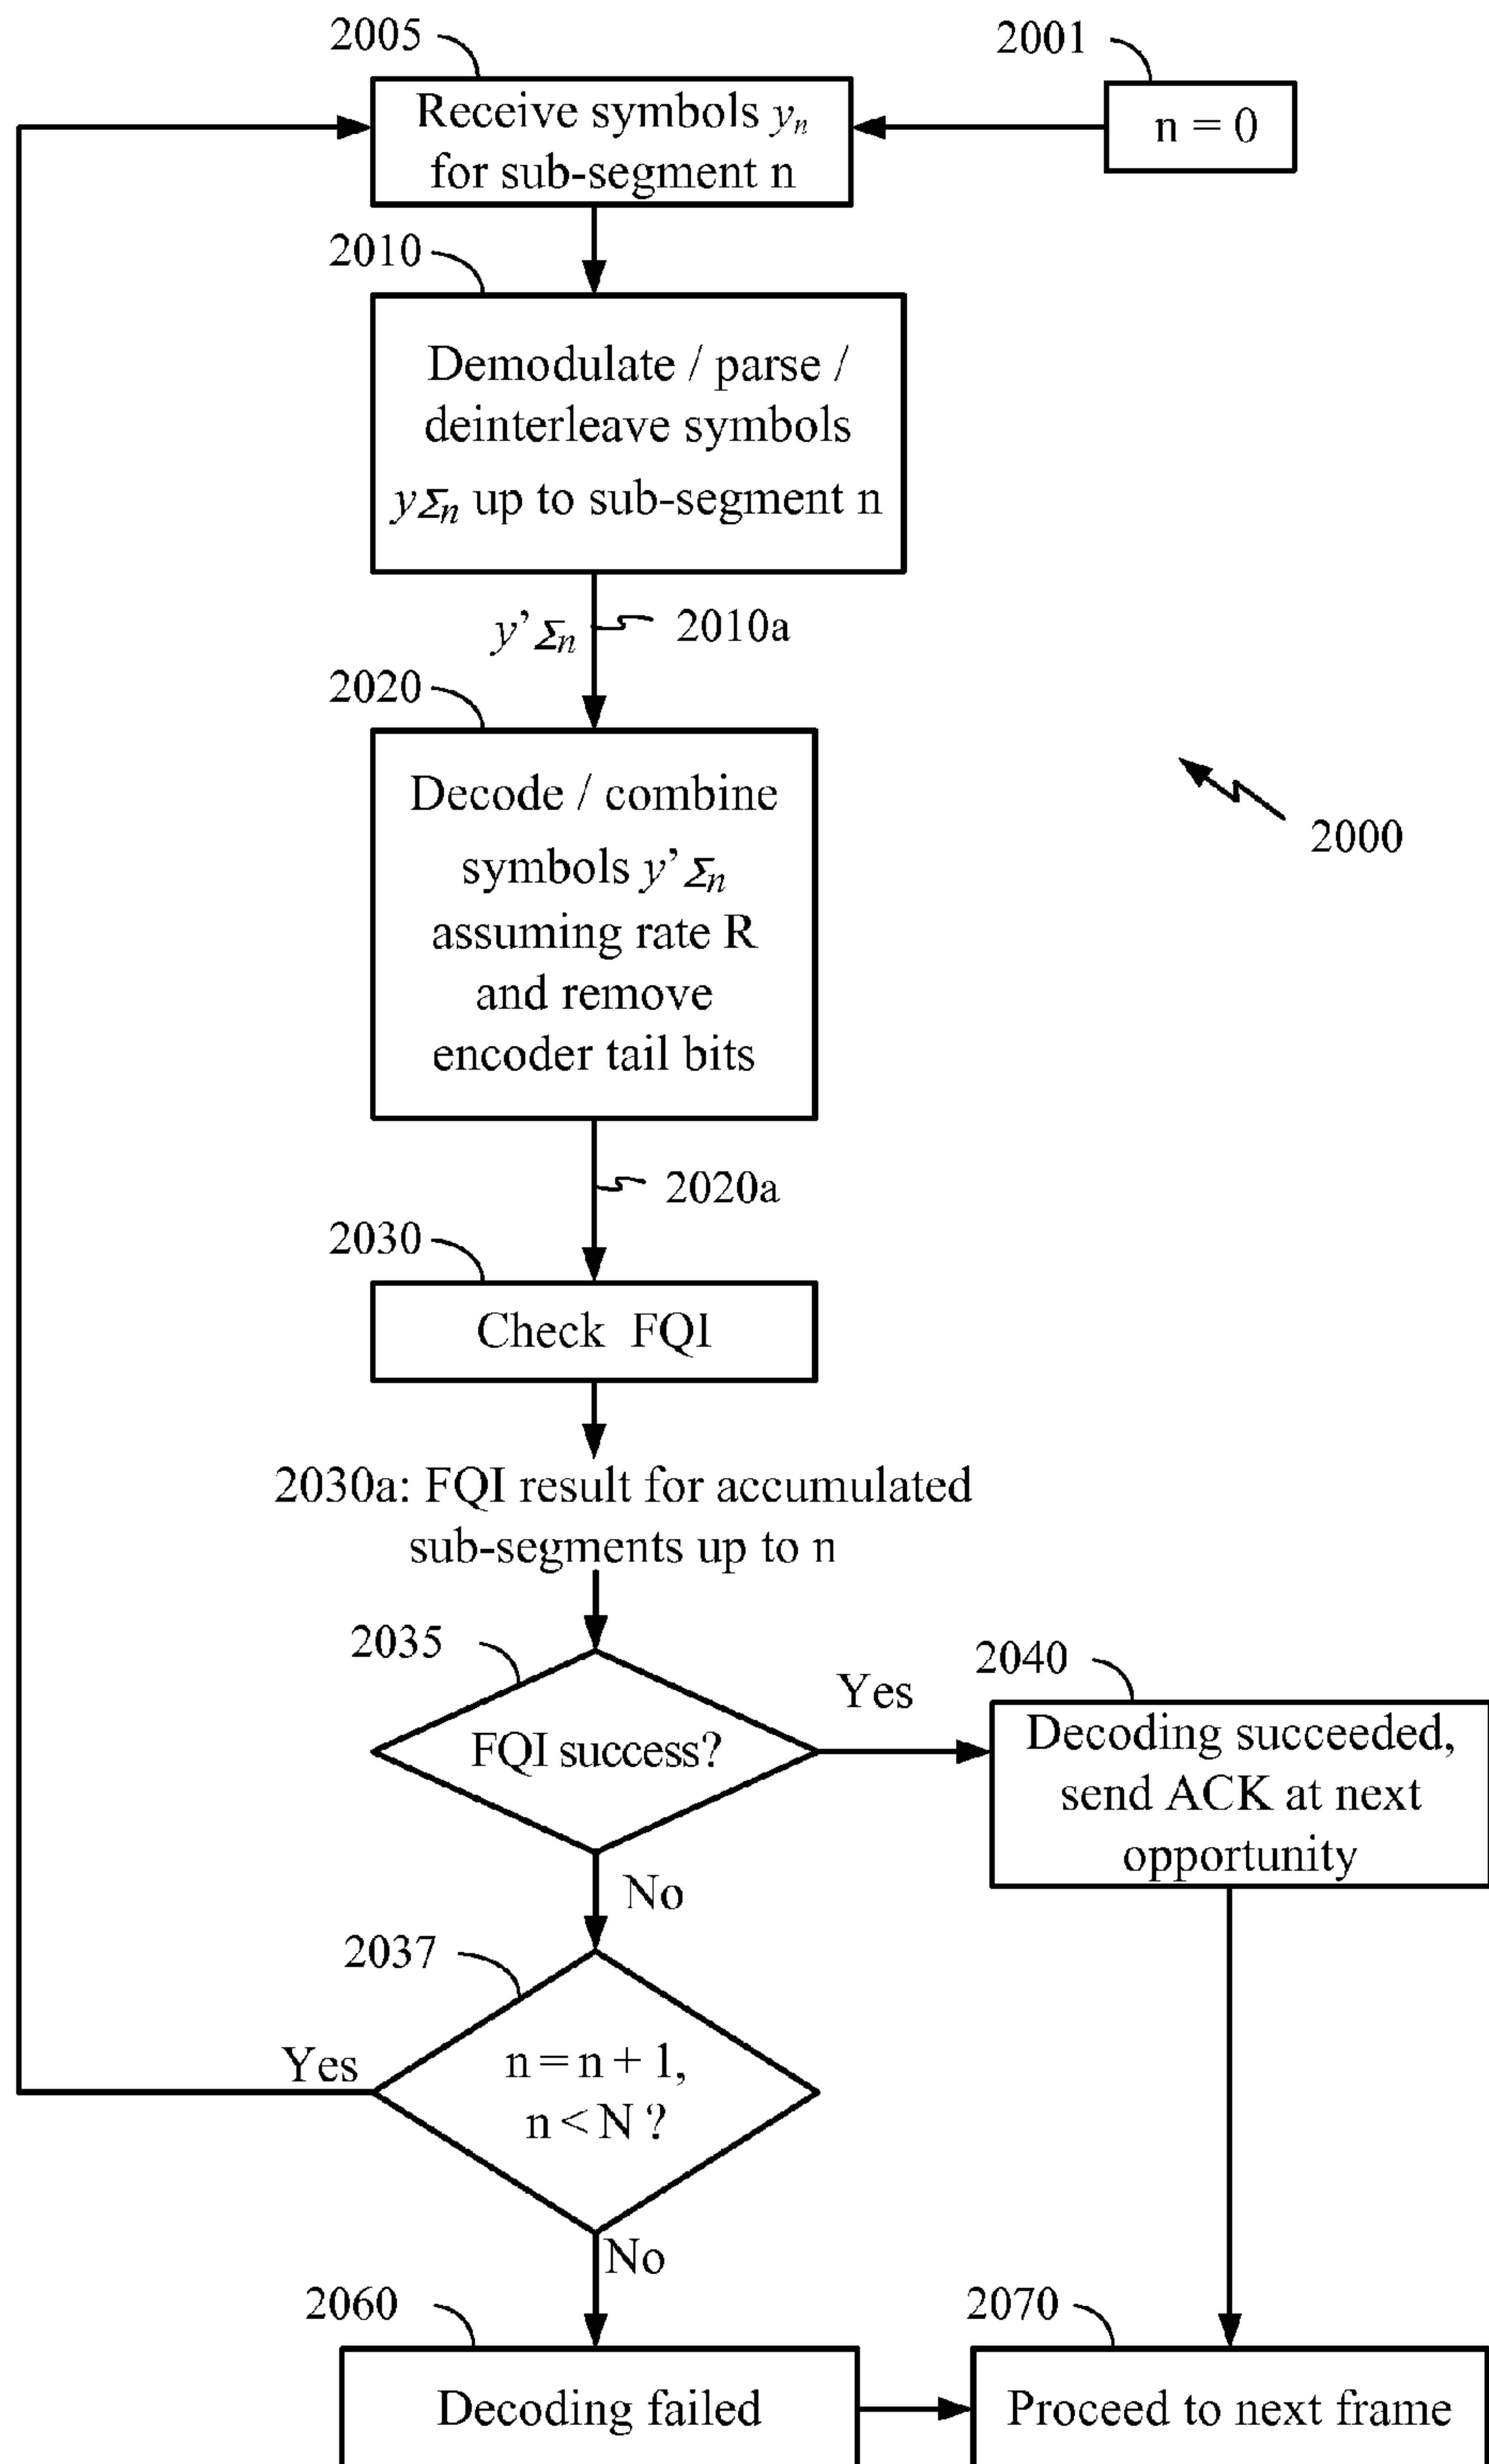 2005
2001
Receive symbols yn
for sub-segment n
n = 0
2010
Demodulate / parse /
deinterleave symbols
yΣn up to sub-segment n
y’Σn
2010a
2020
Decode / combine
symbols y’Σn
assuming rate R
and remove
encoder tail bits
2000
2020a
2030
Check FQI
2030a: FQI result for accumulated
sub-segments up to n
2035
FQI success?
Yes
2040
Decoding succeeded,
send ACK at next
opportunity
No
2037
n = n + 1,
n < N ?
Yes
No
2060
Decoding failed
2070
Proceed to next frame